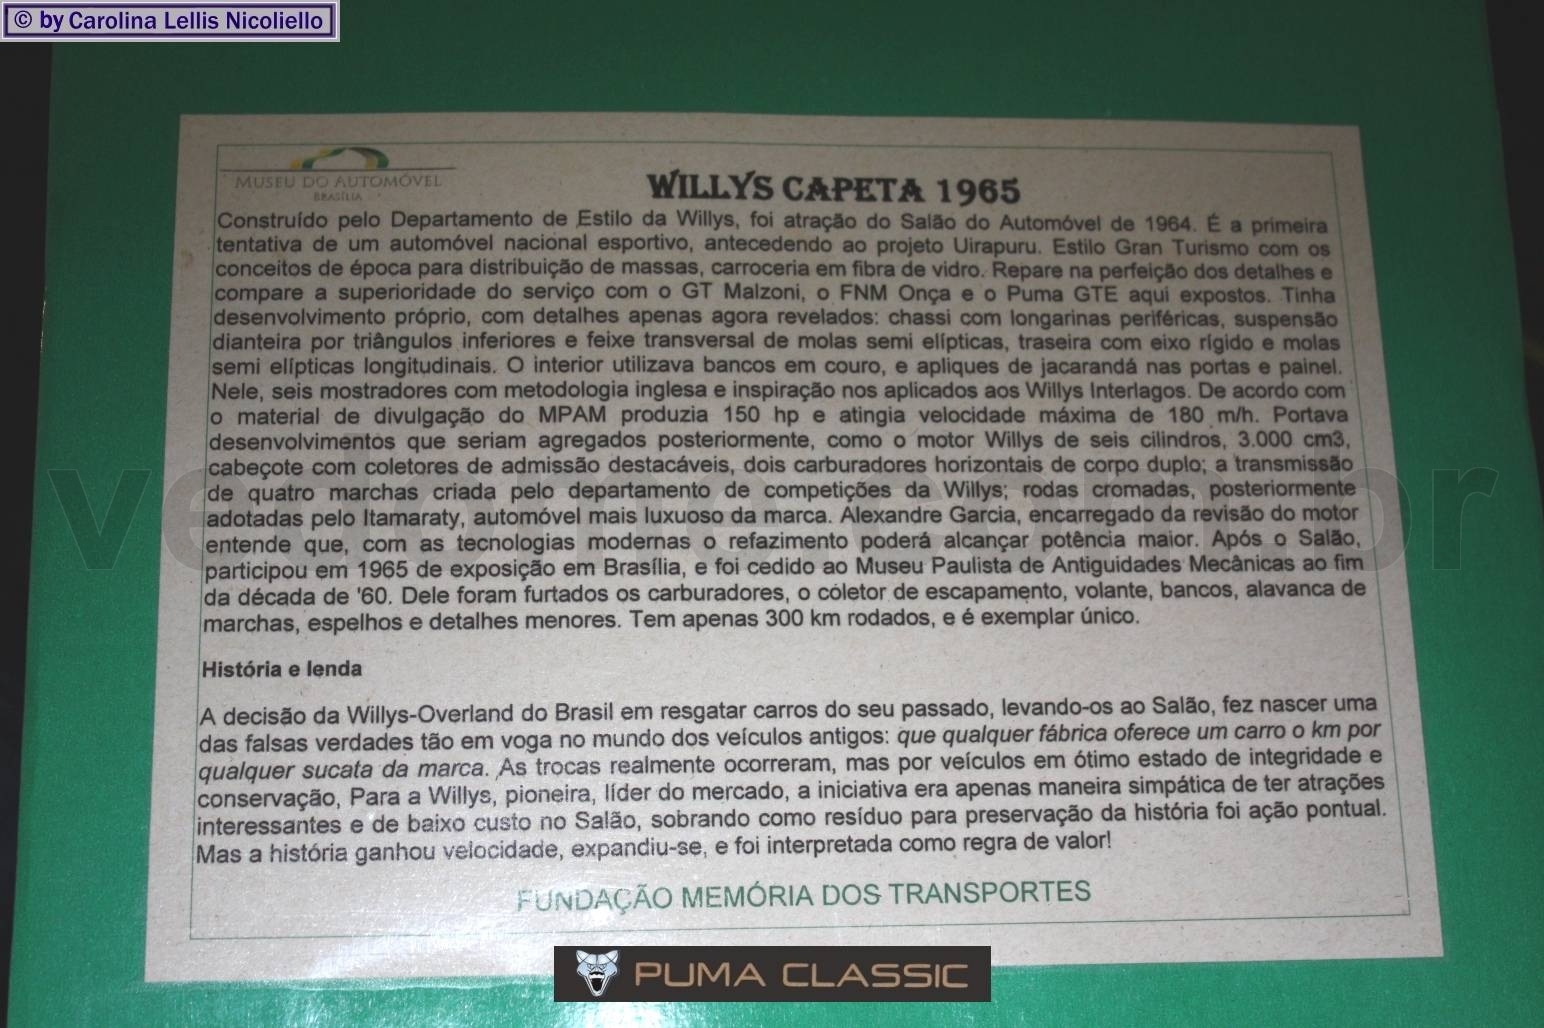 © by Carolina Lellis Nicoliello
MUSEU DO AUTOMÓVEL
BRASÍLIA
WILLYS CAPETA 1965
Construído pelo Departamento de Estilo da Willys, foi atração do Salão do Automóvel de 1964. É a primeira
tentativa de um automóvel nacional esportivo, antecedendo ao projeto Uirapuru. Estilo Gran Turismo com os
conceitos de época para distribuição de massas, carroceria em fibra de vidro. Repare na perfeição dos detalhes e
compare a superioridade do serviço com o GT Malzoni, o FNM Onça e o Puma GTE aqui expostos. Tinha
desenvolvimento próprio, com detalhes apenas agora revelados: chassi com longarinas periféricas, suspensão
dianteira por triângulos inferiores e feixe transversal de molas semi elípticas, traseira com eixo rígido e molas
semi elípticas longitudinais. O interior utilizava bancos em couro, e apliques de jacarandá nas portas e painel.
Nele, seis mostradores com metodologia inglesa e inspiração nos aplicados aos Willys Interlagos. De acordo com
o material de divulgação do MPAM produzia 150 hp e atingia velocidade máxima de 180 m/h. Portava
desenvolvimentos que seriam agregados posteriormente, como o motor Willys de seis cilindros, 3.000 cm3,
cabeçote com coletores de admissão destacáveis, dois carburadores horizontais de corpo duplo; a transmissão
de quatro marchas criada pelo departamento de competições da Willys; rodas cromadas, posteriormente
adotadas pelo Itamaraty, automóvel mais luxuoso da marca. Alexandre Garcia, encarregado da revisão do motor
entende que, com as tecnologias modernas o refazimento poderá alcançar potência maior. Após o Salão,
participou em 1965 de exposição em Brasília, e foi cedido ao Museu Paulista de Antiguidades Mecânicas ao fim
da década de '60. Dele foram furtados os carburadores, o coletor de escapamento, volante, bancos, alavanca de
marchas, espelhos e detalhes menores. Tem apenas 300 km rodados, e é exemplar único.
História e lenda
A decisão da Willys-Overland do Brasil em resgatar carros do seu passado, levando-os ao Salão, fez nascer uma
das falsas verdades tão em voga no mundo dos veículos antigos: que qualquer fábrica oferece um carro o km por
qualquer sucata da marca. As trocas realmente ocorreram, mas por veículos em ótimo estado de integridade e
conservação, Para a Willys, pioneira, líder do mercado, a iniciativa era apenas maneira simpática de ter atrações
interessantes e de baixo custo no Salão, sobrando como resíduo para preservação da história foi ação pontual.
Mas a história ganhou velocidade, expandiu-se, e foi interpretada como regra de valor!
FUNDAÇÃO MEMÓRIA DOS TRANSPORTES
PUMA CLASSIC